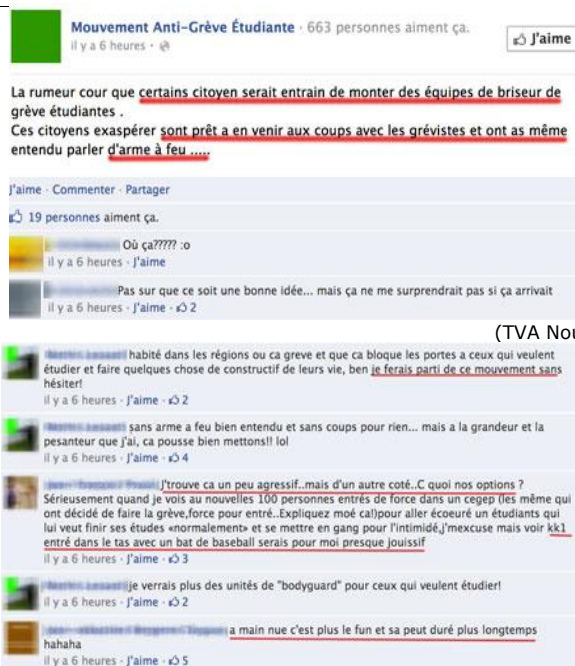 Mouvement Anti-Grève Étudiante · 663 personnes aiment ça.
il y a 6 heures ·
J'aime
La rumeur cour que certains citoyen serait entrain de monter des équipes de briseur de
grève étudiantes .
Ces citoyens exaspérer sont prêt a en venir aux coups avec les grévistes et ont as même
entendu parler d'arme à feu .....
J'aime · Commenter · Partager
19 personnes aiment ça.
Où ça????? :o
il y a 6 heures · J'aime
Pas sur que ce soit une bonne idée... mais ça ne me surprendrait pas si ça arrivait
il y a 6 heures · J'aime · 2
(TVA Nou
habité dans les régions ou ca greve et que ca bloque les portes a ceux qui veulent
étudier et faire quelques chose de constructif de leurs vie, ben je ferais parti de ce mouvement sans
hésiter!
il y a 6 heures · J'aime · 2
sans arme a feu bien entendu et sans coups pour rien... mais a la grandeur et la
pesanteur que j'ai, ca pousse bien mettons!! lol
il y a 6 heures · J'aime · 4
J'trouve ca un peu agressif..mais d'un autre coté..C quoi nos options ?
Sérieusement quand je vois au nouvelles 100 personnes entrés de force dans un cegep (les même qui
ont décidé de faire la grève,force pour entré..Expliquez moé ca!)pour aller écoeuré un étudiants qui
lui veut finir ses études «normalement» et se mettre en gang pour l'intimidé,j'mexcuse mais voir kk1
entré dans le tas avec un bat de baseball serais pour moi presque jouissif
il y a 6 heures · J'aime · 3
je verrais plus des unités de "bodyguard" pour ceux qui veulent étudier!
il y a 6 heures · J'aime · 2
a main nue c'est plus le fun et sa peut duré plus longtemps
hahaha
il y a 6 heures · J'aime · 5